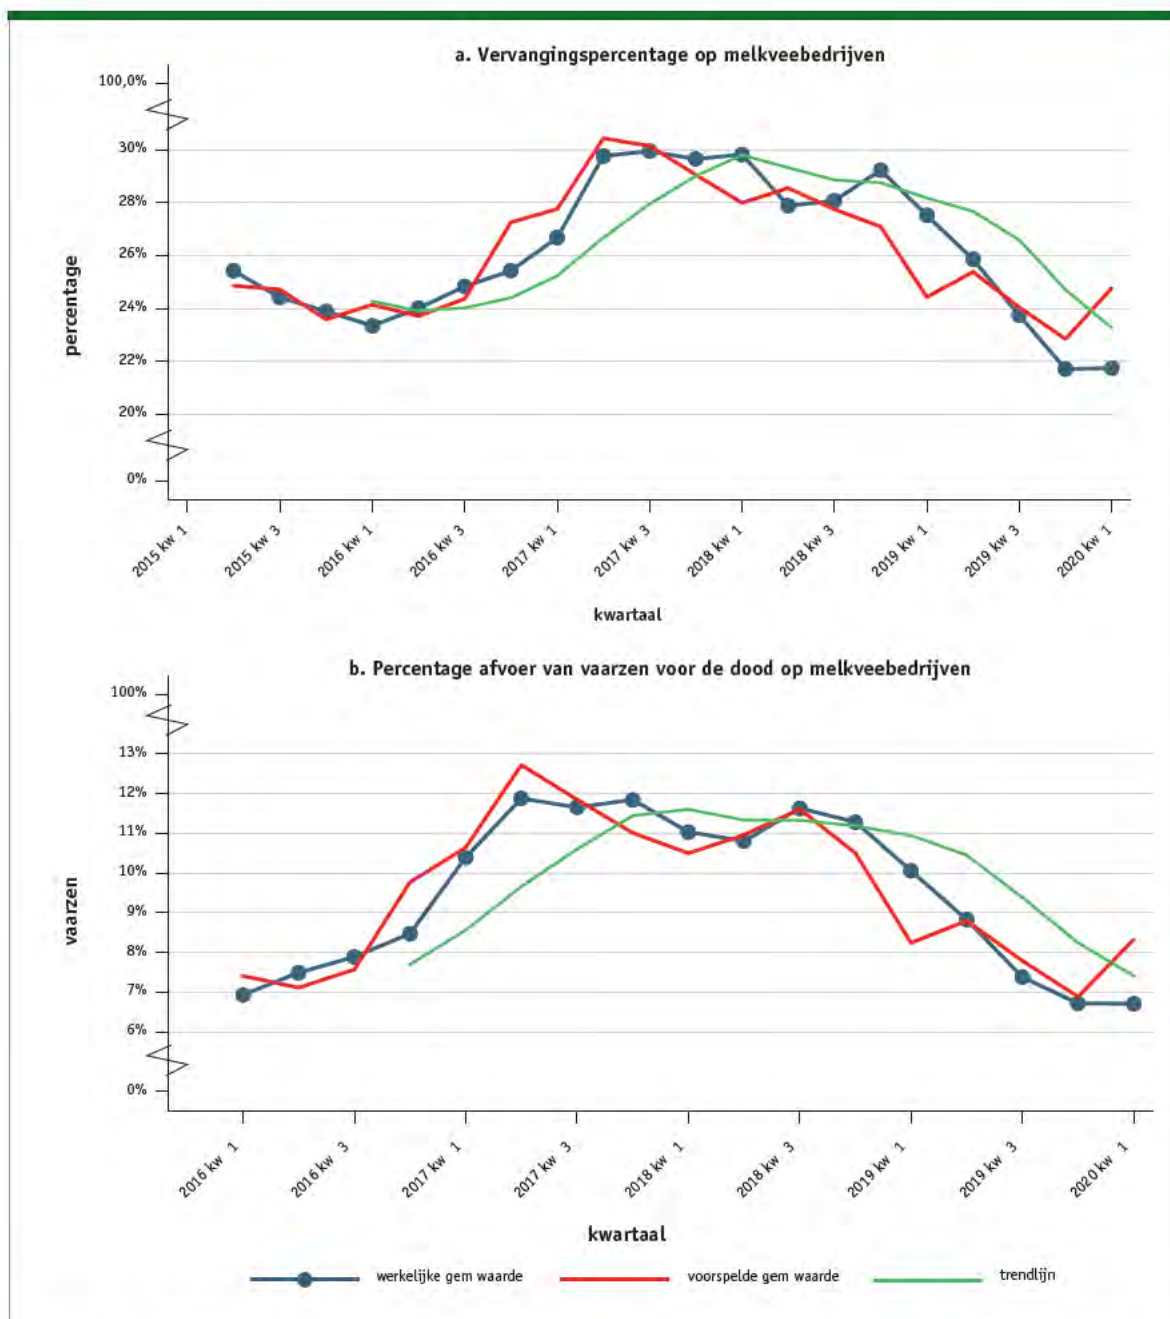 a. Vervangingspercentage op melkveebedrijven
100,0%
30%
28%
26%
24%
22%
20%
0%
percentage
2015 kw 1
2015 kw 3
2016 kw 1
2016 kw 3
2017 kw 1
2017 kw 3
2018 kw 1
2018 kw 3
2019 kw 1
2019 kw 3
2020 kw 1
kwartaal
b. Percentage afvoer van vaarzen voor de dood op melkveebedrijven
100%
13%
12%
11%
10%
9%
8%
7%
6%
0%
vaarzen
2016 kw 1
2016 kw 3
2017 kw 1
2017 kw 3
2018 kw 1
2018 kw 3
2019 kw 1
2019 kw 3
2020 kw 1
kwartaal
werkelijke gem waarde voorspelde gem waarde trendlijn